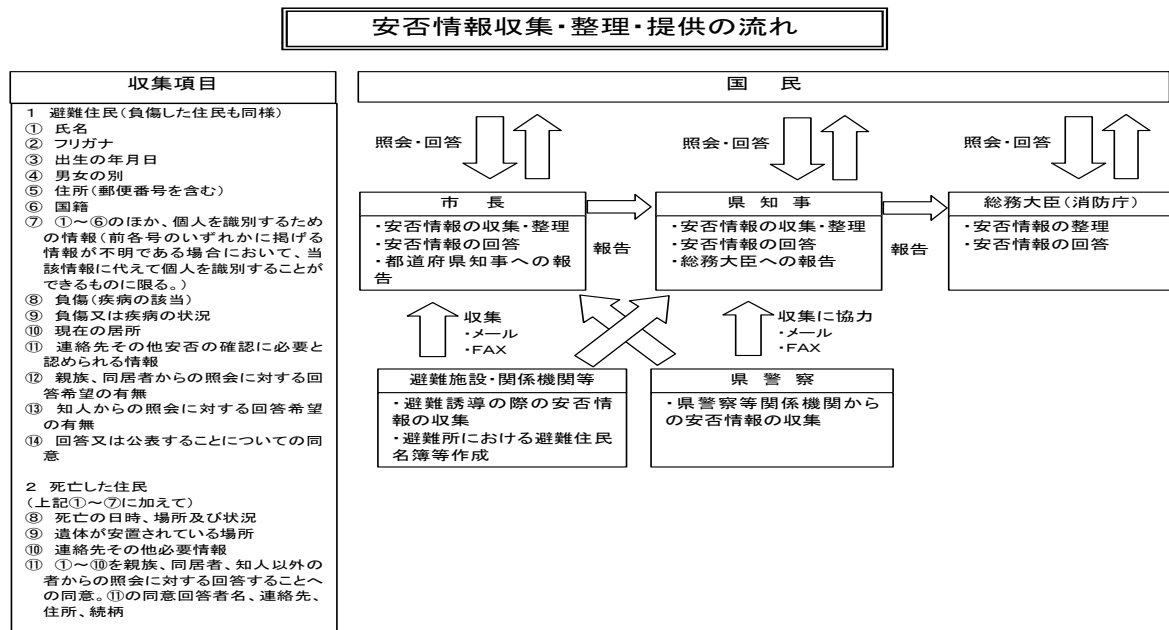 安否情報収集・整理・提供の流れ
収集項目
1 避難住民(負傷した住民も同様)
① 氏名
② フリガナ
③ 出生の年月日
④ 男女の別
⑤ 住所(郵便番号を含む)
⑥ 国籍
⑦ ①～⑥のほか、個人を識別するため
の情報(前各号のいずれかに掲げる
情報が不明である場合において、当
該情報に代えて個人を識別することが
できるものに限る。)
⑧ 負傷(疾病の該当)
⑨ 負傷又は疾病の状況
⑩ 現在の居所
⑪ 連絡先その他安否の確認に必要と
認められる情報
⑫ 親族、同居者からの照会に対する回
答希望の有無
⑬ 知人からの照会に対する回答希望
の有無
⑭ 回答又は公表することについての同
意
2 死亡した住民
(上記①～⑦に加えて)
⑧ 死亡の日時、場所及び状況
⑨ 遺体が安置されている場所
⑩ 連絡先その他必要情報
⑪ ①～⑩を親族、同居者、知人以外の
者からの照会に対する回答することへ
の同意。⑪の同意回答者名、連絡先、
住所、続柄
国民
照会・回答
照会・回答
照会・回答
市長
・安否情報の収集・整理
・安否情報の回答
・都道府県知事への報
告
報告
県知事
・安否情報の収集・整理
・安否情報の回答
・総務大臣への報告
報告
総務大臣(消防庁)
・安否情報の整理
・安否情報の回答
収集
・メール
・FAX
収集に協力
・メール
・FAX
避難施設・関係機関等
・避難誘導の際の安否情
報の収集
・避難所における避難住民
名簿等作成
県警察
・県警察等関係機関から
の安否情報の収集